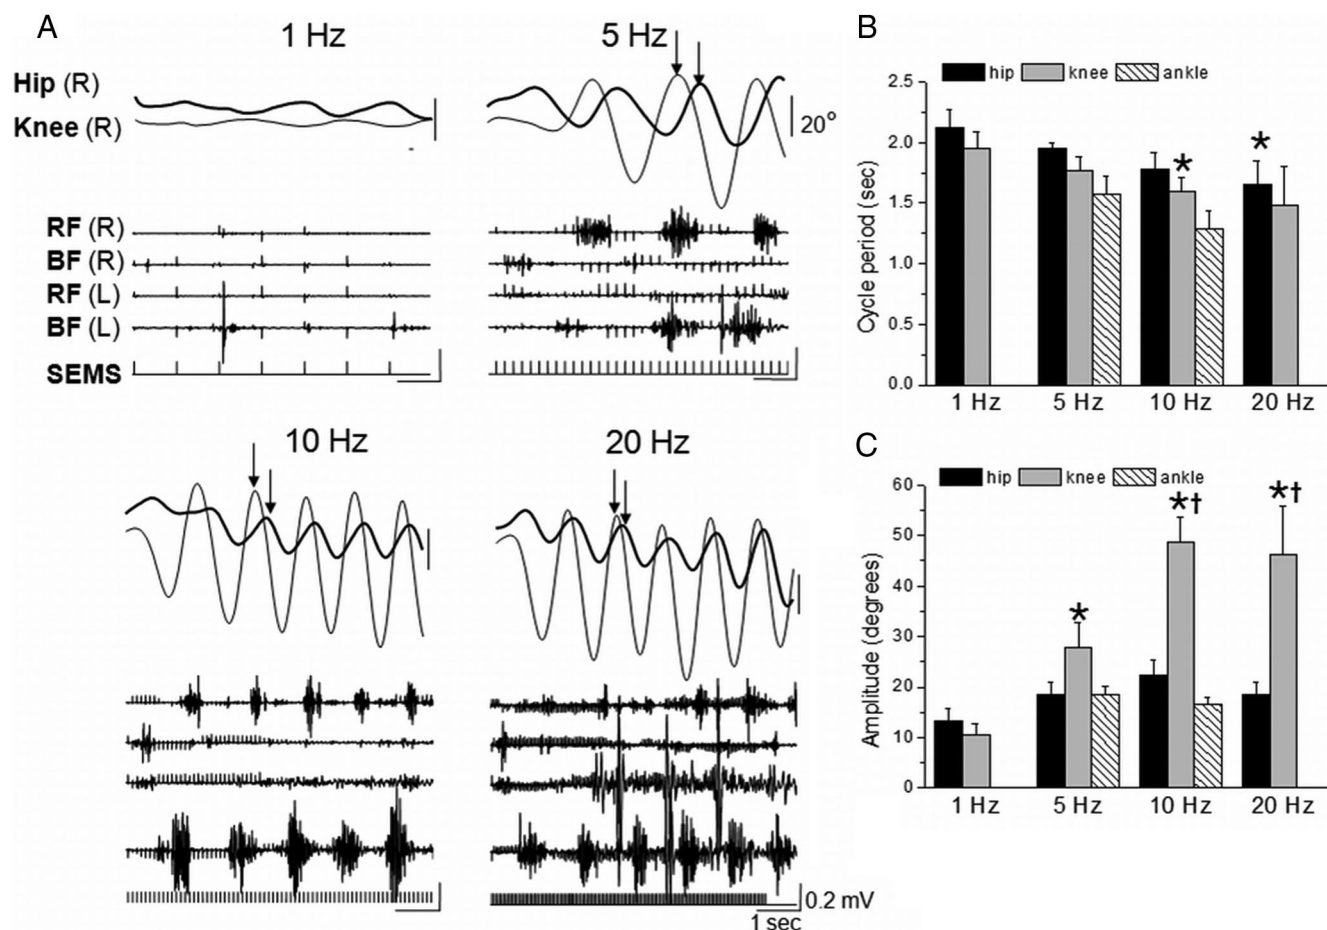 A
1 Hz
5 Hz
Hip (R)
Knee (R)
20°
RF (R)
BF (R)
RF (L)
BF (L)
SEMS
10 Hz
20 Hz
0.2 mV
1 sec
B
hip knee ankle
Cycle period (sec)
2.5
2.0
1.5
1.0
0.5
0.0
* *
1 Hz 5 Hz 10 Hz 20 Hz
C
hip knee ankle
Amplitude (degrees)
60
50
40
30
20
10
0
* *† *†
1 Hz 5 Hz 10 Hz 20 Hz